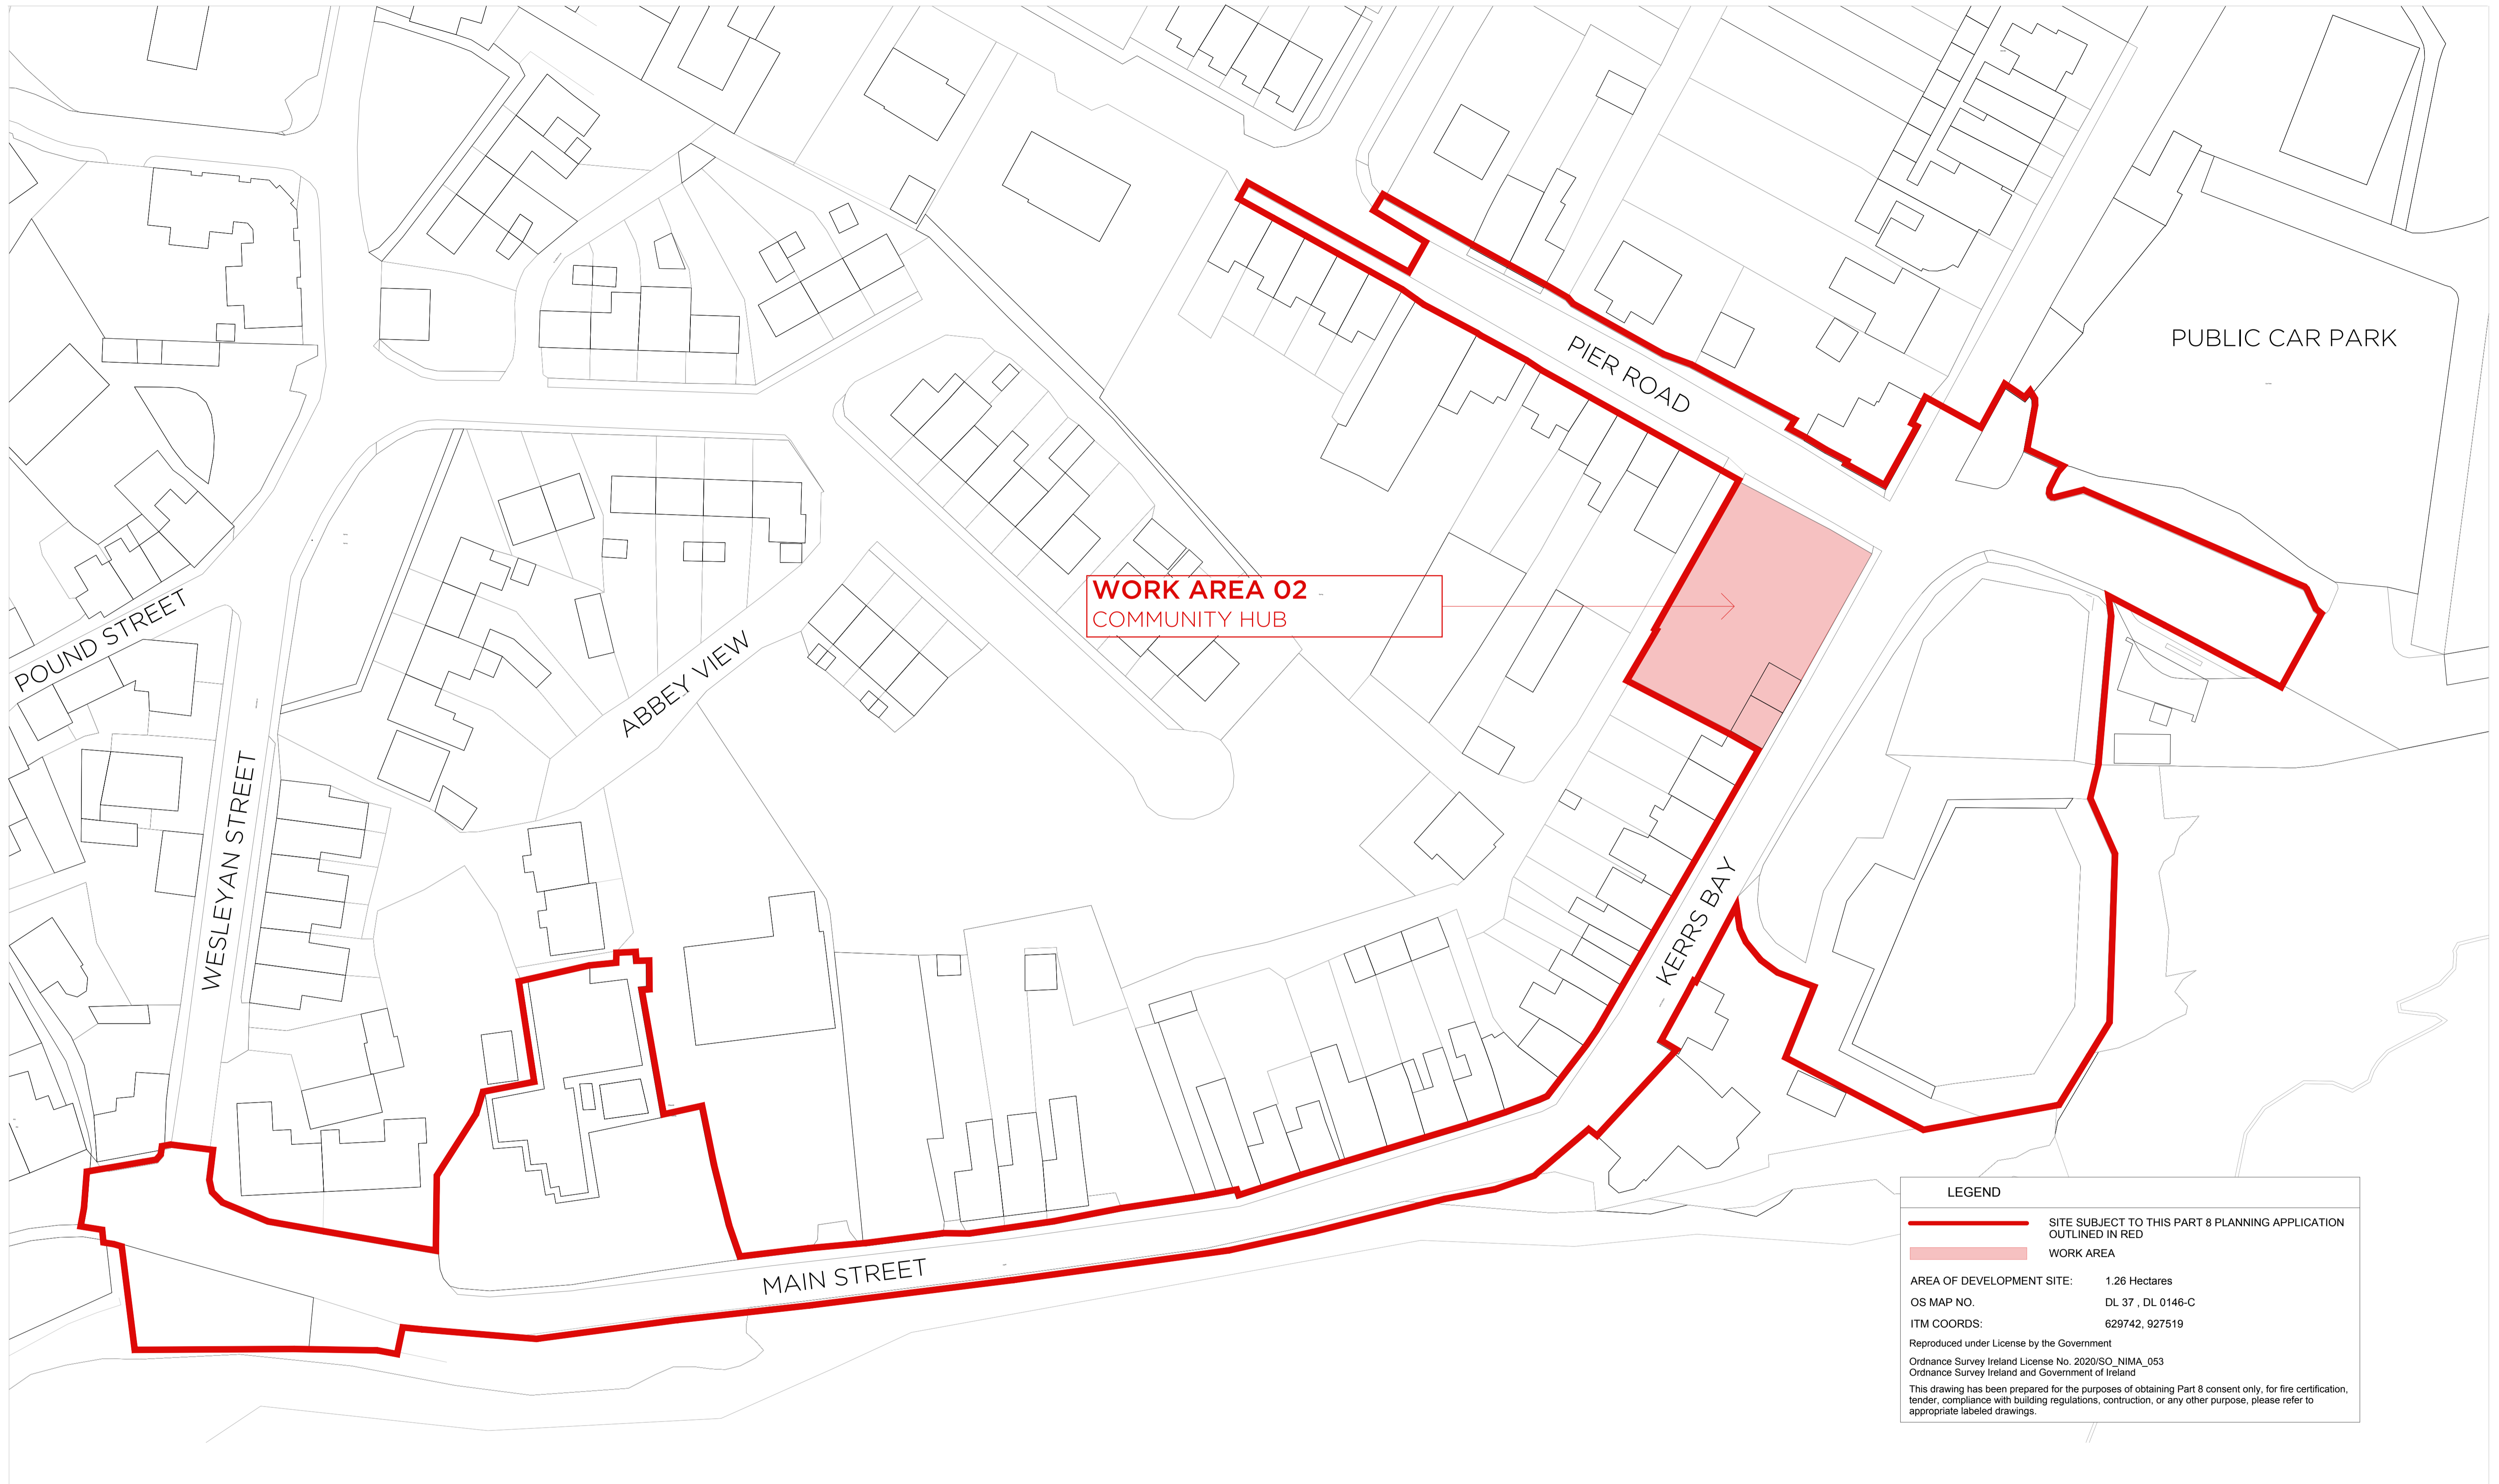 PUBLIC CAR PARK
PIER ROAD
WORK AREA 02
COMMUNITY HUB
POUND STREET
ABBEY VIEW
WESLEYAN STREET
KERRS BAY
MAIN STREET
LEGEND
SITE SUBJECT TO THIS PART 8 PLANNING APPLICATION
OUTLINED IN RED
WORK AREA
AREA OF DEVELOPMENT SITE: 1.26 Hectares
OS MAP NO. DL 37 , DL 0146-C
ITM COORDS: 629742, 927519
Reproduced under License by the Government
Ordnance Survey Ireland License No. 2020/SO_NIMA_053
Ordnance Survey Ireland and Government of Ireland
This drawing has been prepared for the purposes of obtaining Part 8 consent only, for fire certification,
tender, compliance with building regulations, contruction, or any other purpose, please refer to
appropriate labeled drawings.